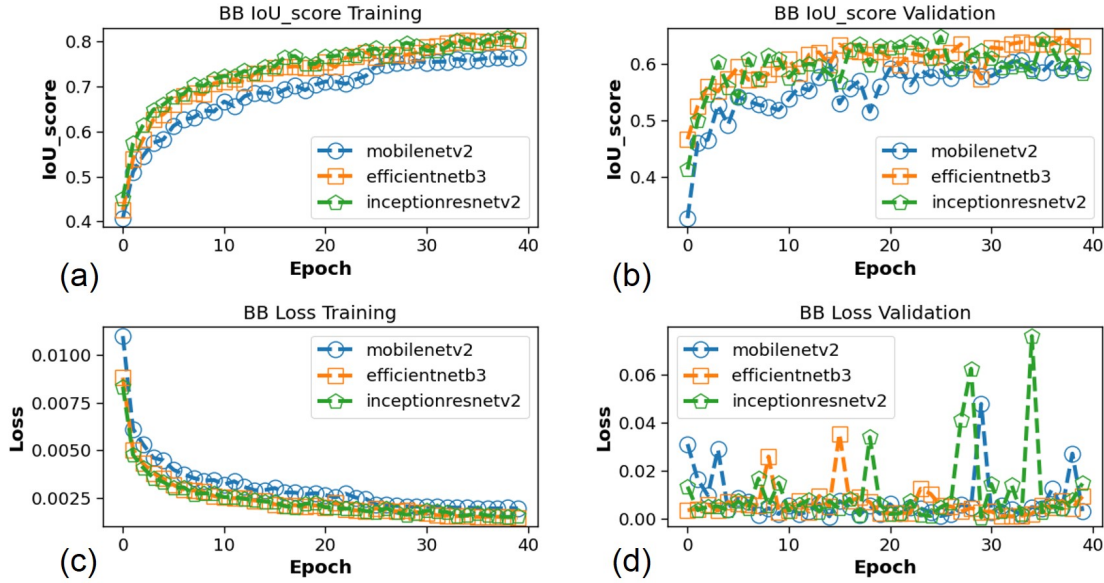 BB IoU_score Training
0.8
0.7
0.6
0.5
0.4
IoU_score
mobilenetv2
efficientnetb3
inceptionresnetv2
0 10 20 30 40
Epoch
(a)
BB IoU_score Validation
0.6
0.5
0.4
IoU_score
mobilenetv2
efficientnetb3
inceptionresnetv2
0 10 20 30 40
Epoch
(b)
BB Loss Training
0.0100
0.0075
0.0050
0.0025
Loss
mobilenetv2
efficientnetb3
inceptionresnetv2
0 10 20 30 40
Epoch
(c)
BB Loss Validation
0.06
0.04
0.02
0.00
Loss
mobilenetv2
efficientnetb3
inceptionresnetv2
0 10 20 30 40
Epoch
(d)